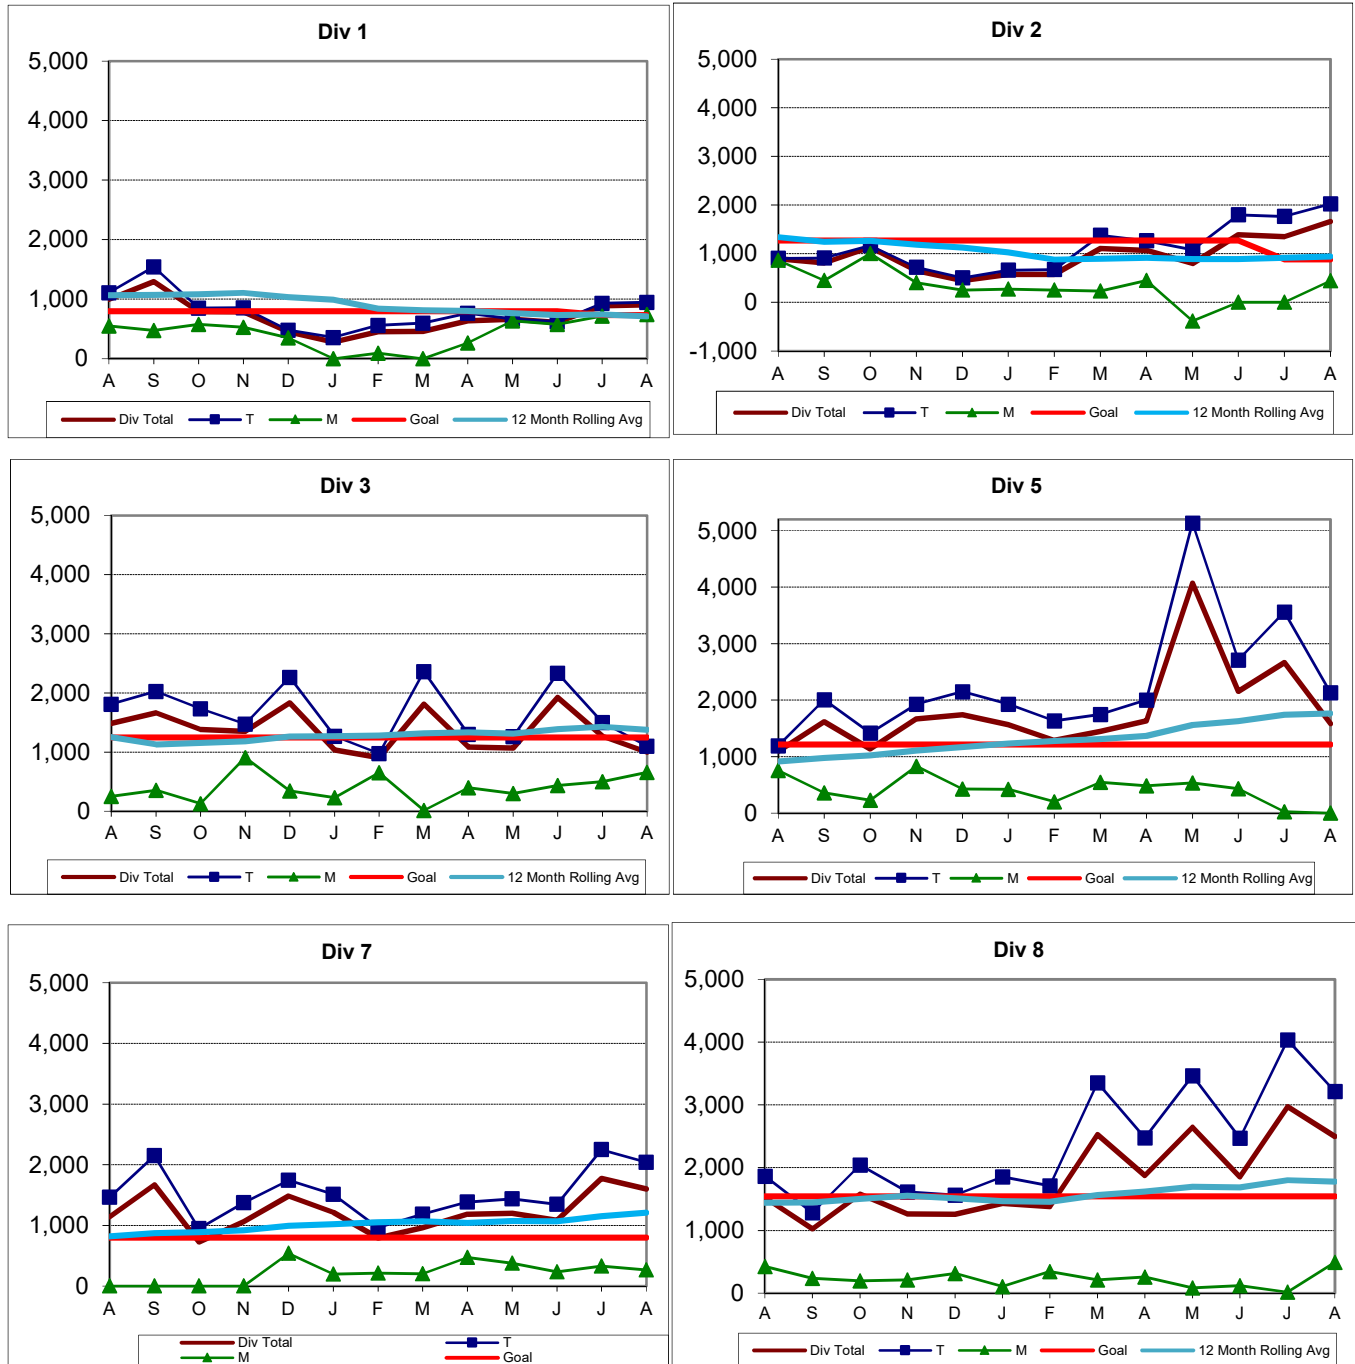 Div 1
5,000
4,000
3,000
2,000
1,000
0
A S O N D J F M A M J J A
Div Total T M Goal 12 Month Rolling Avg
Div 2
5,000
4,000
3,000
2,000
1,000
0
-1,000
A S O N D J F M A M J J A
Div Total T M Goal 12 Month Rolling Avg
Div 3
5,000
4,000
3,000
2,000
1,000
0
A S O N D J F M A M J J A
Div Total T M Goal 12 Month Rolling Avg
Div 5
5,000
4,000
3,000
2,000
1,000
0
A S O N D J F M A M J J A
Div Total T M Goal 12 Month Rolling Avg
Div 7
5,000
4,000
3,000
2,000
1,000
0
A S O N D J F M A M J J A
Div Total T
M Goal
Div 8
5,000
4,000
3,000
2,000
1,000
0
A S O N D J F M A M J J A
Div Total T M Goal 12 Month Rolling Avg